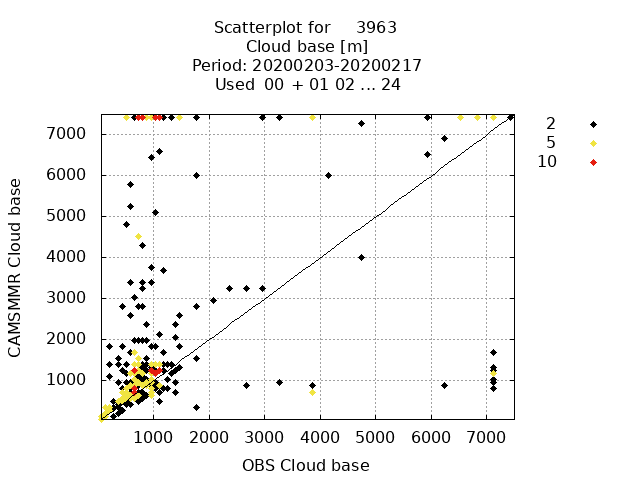 Scatterplot for 3963
Cloud base [m]
Period: 20200203-20200217
Used 00 + 01 02 ... 24
2
5
10
7000
6000
5000
4000
3000
2000
1000
CAMSMMR Cloud base
1000 2000 3000 4000 5000 6000 7000
OBS Cloud base